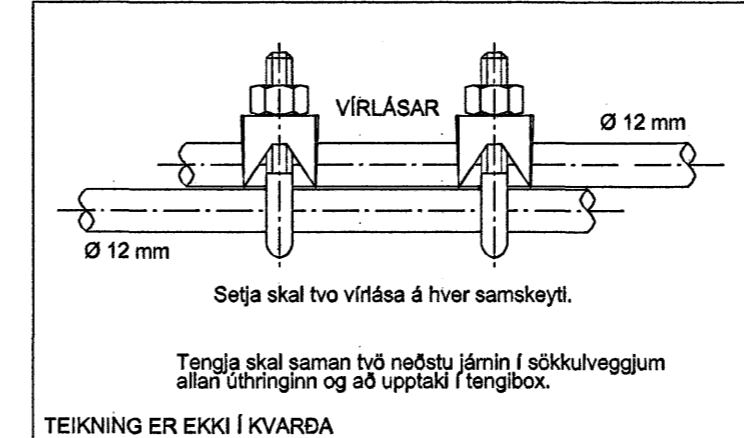 VÍRLÁSAR
Ø 12 mm
Ø 12 mm
Setja skal tvo vírlása á hver samskeyti.
Tengja skal saman tvö neðstu járnin í sökkulveggjum
allan úthringinn og að upptaki í tengibox.
TEIKNING ER EKKI Í KVARÐA